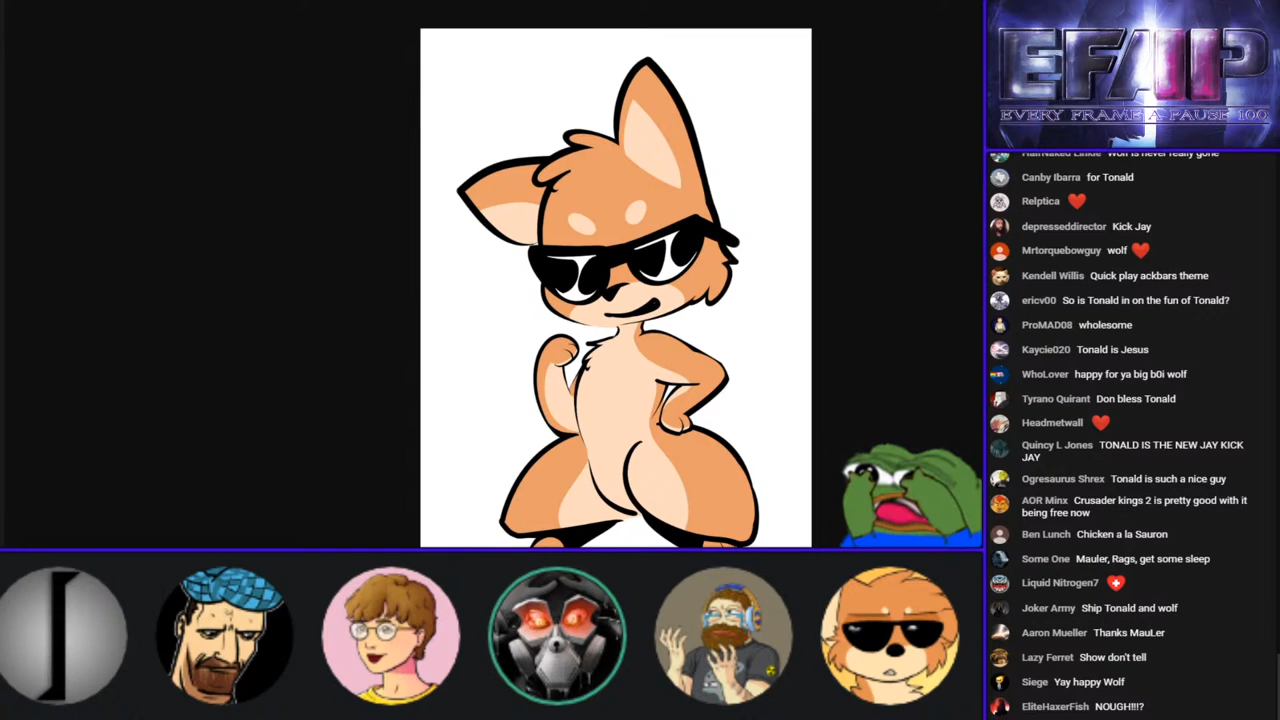 EFAP
EVERY FRAME A PAUSE 100
Wolf is never really gone
Canby Ibarra for Tonald
Relptica ❤️
depresseddirector Kick Jay
Mrtorquebowguy wolf ❤️
Kendell Willis Quick play ackbars theme
ericv00 So is Tonald in on the fun of Tonald?
ProMAD08 wholesome
Kaycie020 Tonald is Jesus
WhoLover happy for ya big b0i wolf
Tyrano Quirant Don bless Tonald
Headmetwall ❤️
Quincy L Jones TONALD IS THE NEW JAY KICK
JAY
Ogresaurus Shrex Tonald is such a nice guy
AOR Minx Crusader kings 2 is pretty good with it
being free now
Ben Lunch Chicken a la Sauron
Some One Mauler, Rags, get some sleep
Liquid Nitrogen7
Joker Army Ship Tonald and wolf
Aaron Mueller Thanks MauLer
Lazy Ferret Show don't tell
Siege Yay happy Wolf
EliteHaxerFish NOUGH!!!?